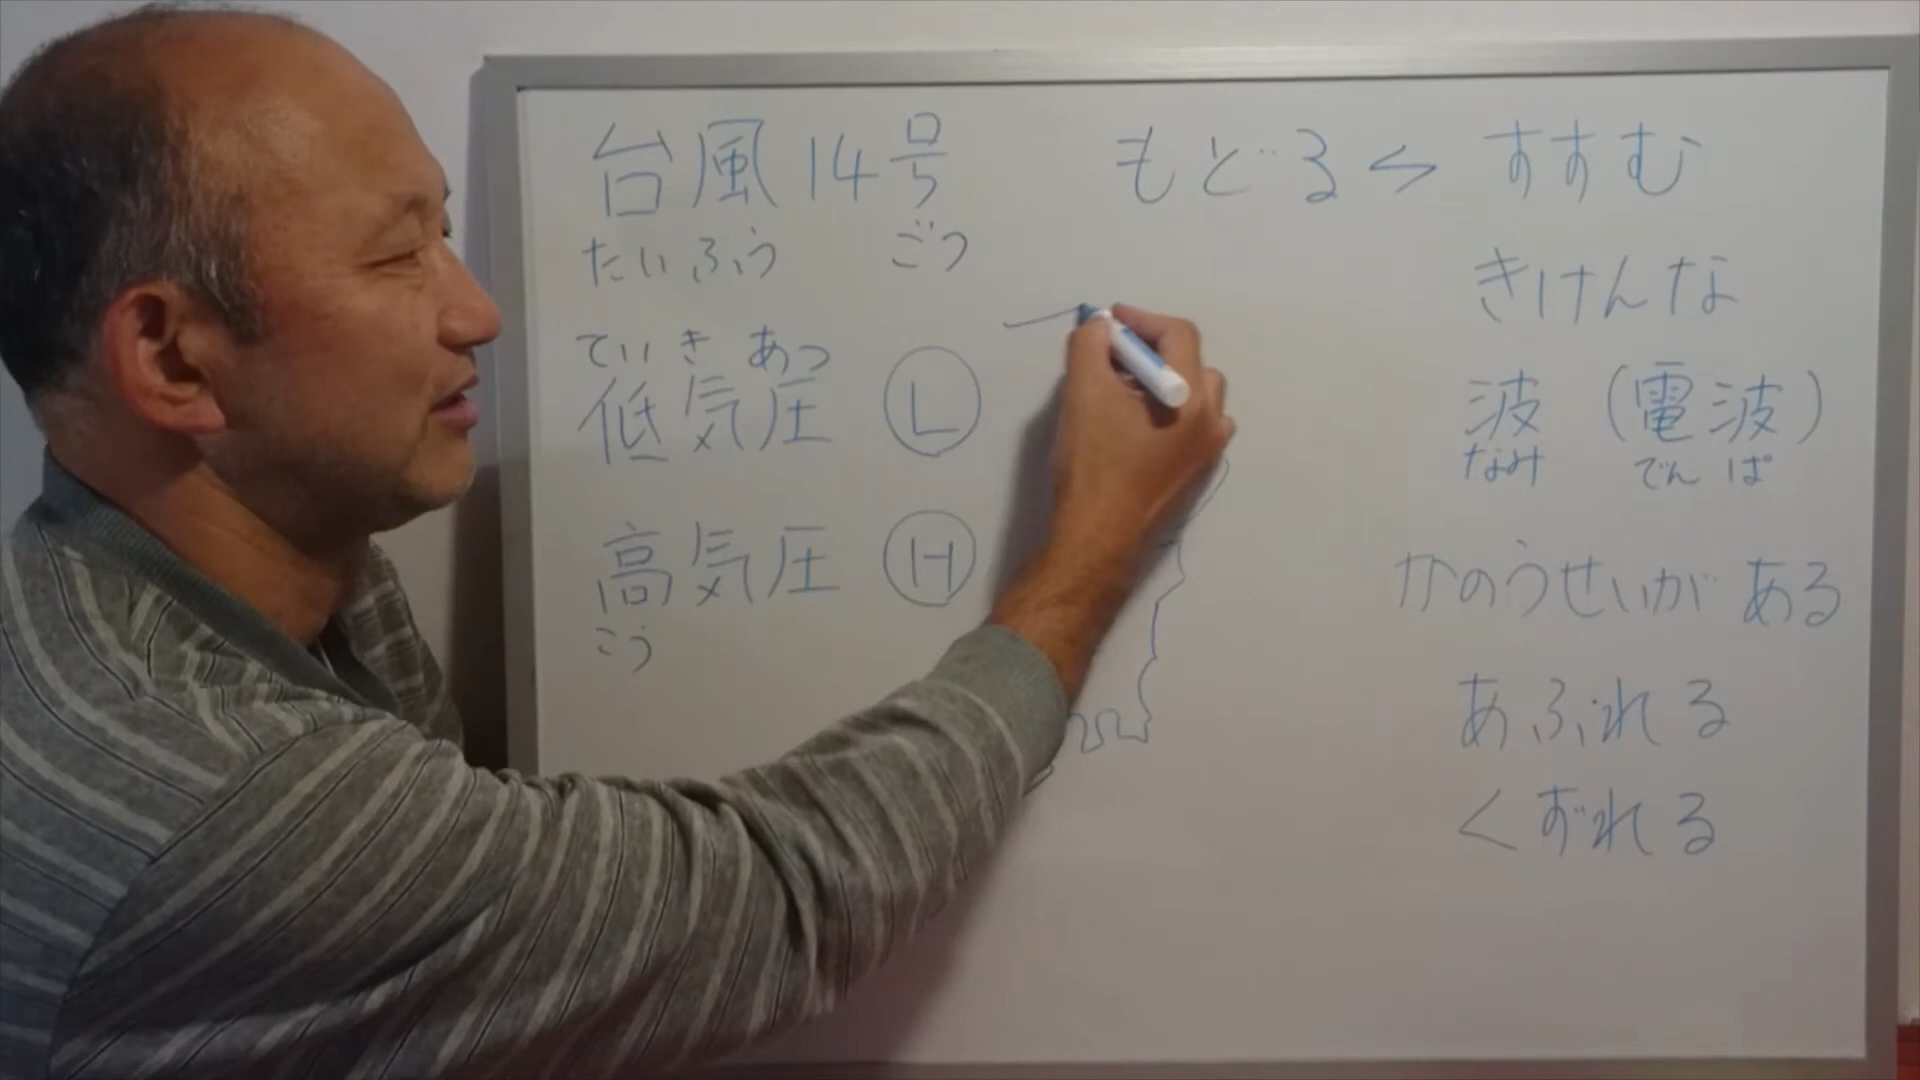 台風14号
たいふう ごう
ていきあつ
低気圧 L
高気圧 H
こう
もどる ↔ すすむ
きけんな
波 (電波)
なみ でんぱ
かのうせいがある
あふれる
くずれる